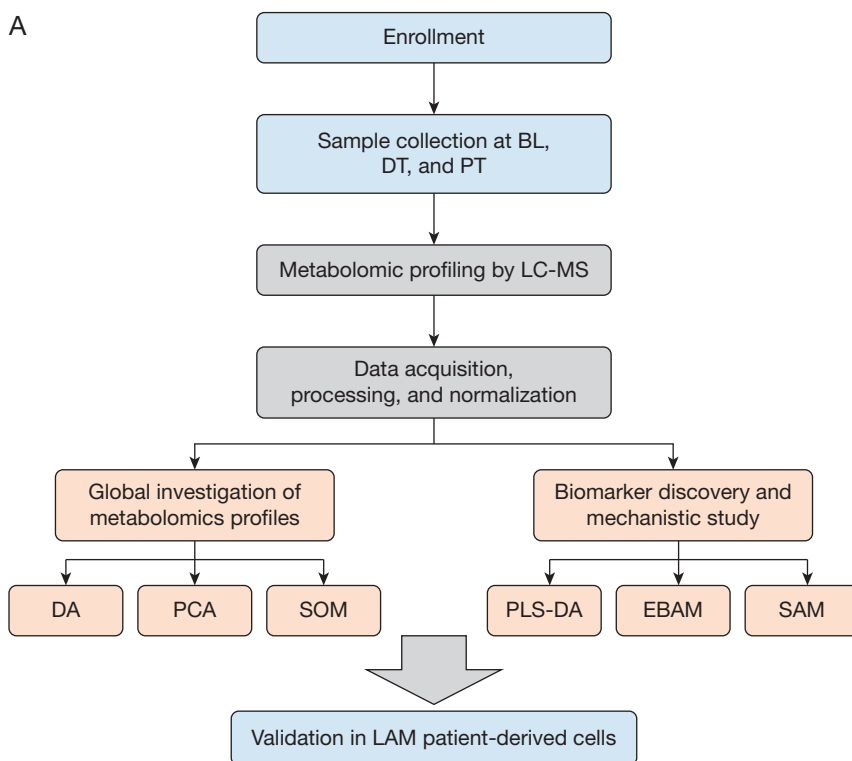 A
Enrollment
Sample collection at BL,
DT, and PT
Metabolomic profiling by LC-MS
Data acquisition,
processing, and normalization
Global investigation of
metabolomics profiles
Biomarker discovery and
mechanistic study
DA
PCA
SOM
PLS-DA
EBAM
SAM
Validation in LAM patient-derived cells